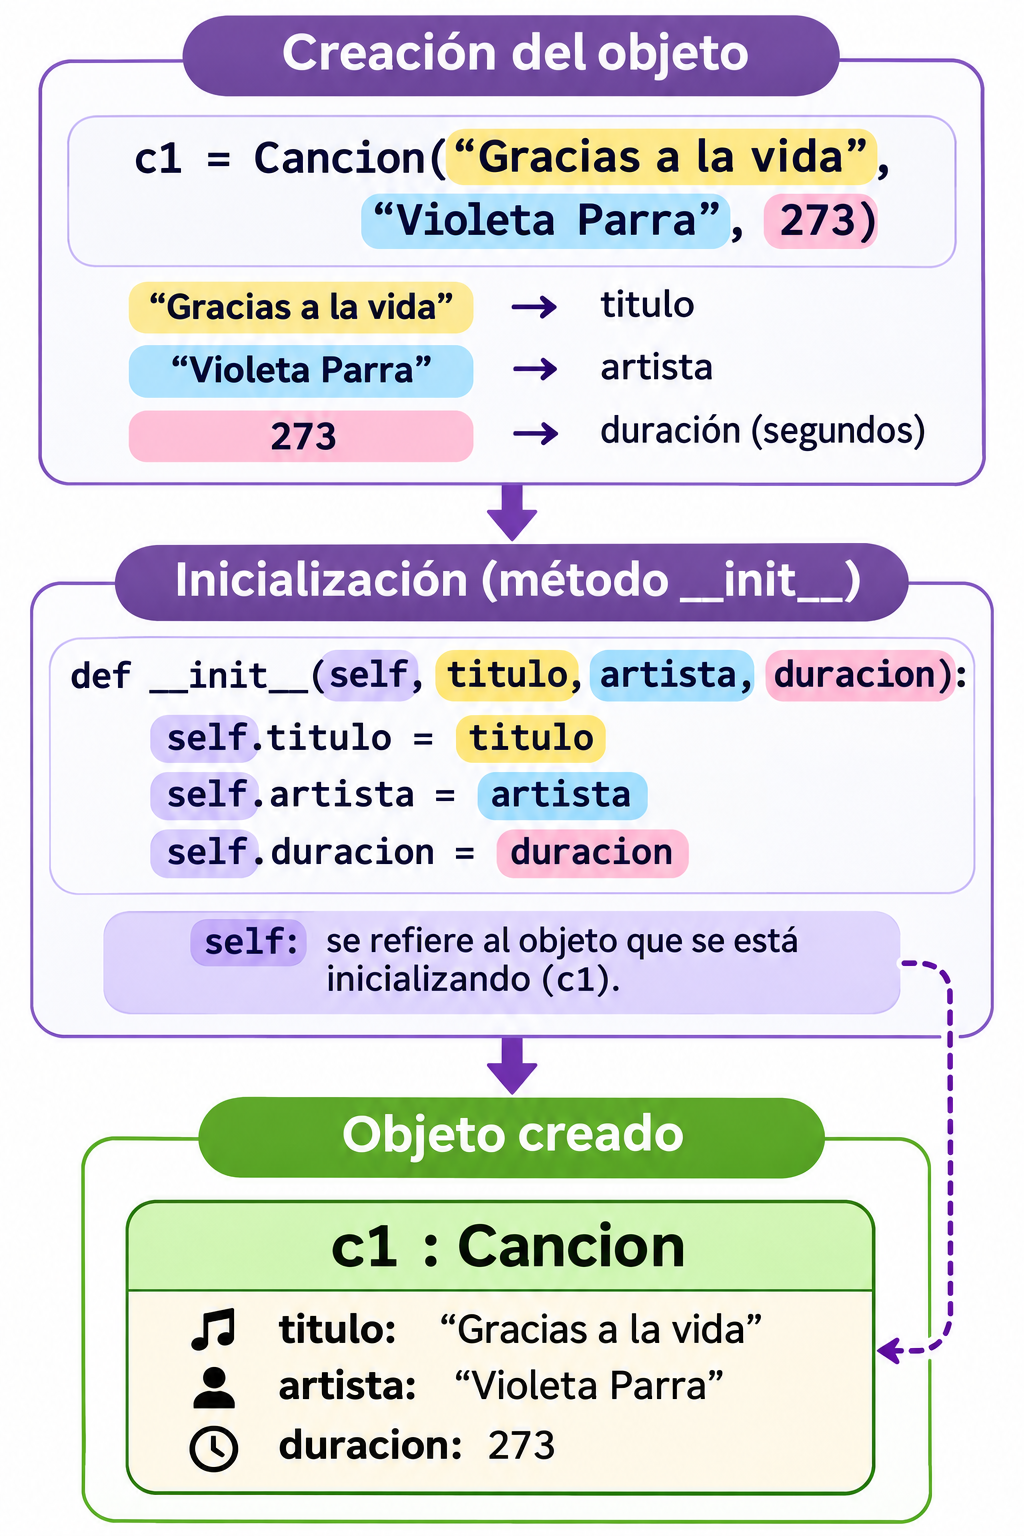 Creación del objeto
c1 = Cancion(“Gracias a la vida”,
“Violeta Parra”, 273)
“Gracias a la vida” → titulo
“Violeta Parra” → artista
273 → duración (segundos)
Inicialización (método __init__)
def __init__(self, titulo, artista, duracion):
self.titulo = titulo
self.artista = artista
self.duracion = duracion
self: se refiere al objeto que se está
inicializando (c1).
Objeto creado
c1 : Cancion
titulo: “Gracias a la vida”
artista: “Violeta Parra”
duracion: 273